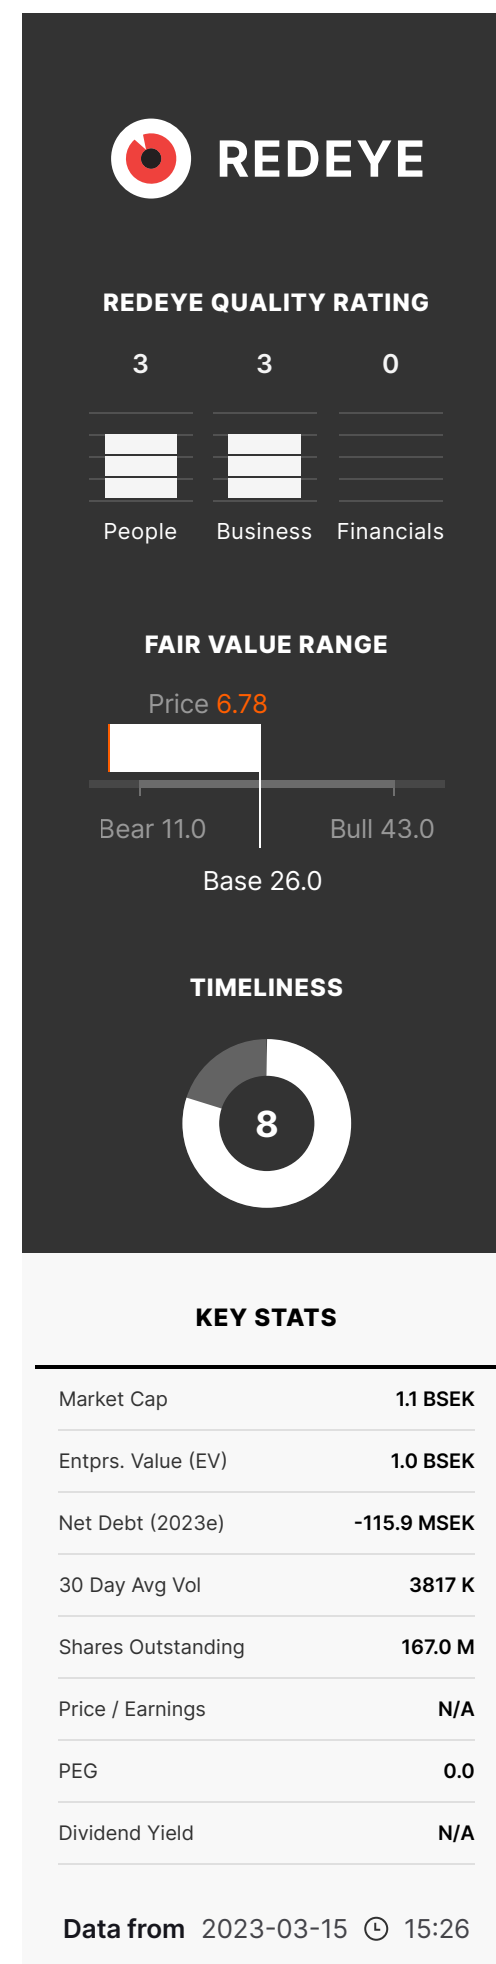 REDEYE
REDEYE QUALITY RATING
3 3 0
People Business Financials
FAIR VALUE RANGE
Price 6.78
Bear 11.0 Bull 43.0
Base 26.0
TIMELINESS
8
KEY STATS
Market Cap 1.1 BSEK
Entprs. Value (EV) 1.0 BSEK
Net Debt (2023e) -115.9 MSEK
30 Day Avg Vol 3817 K
Shares Outstanding 167.0 M
Price / Earnings N/A
PEG 0.0
Dividend Yield N/A
Data from 2023-03-15 15:26